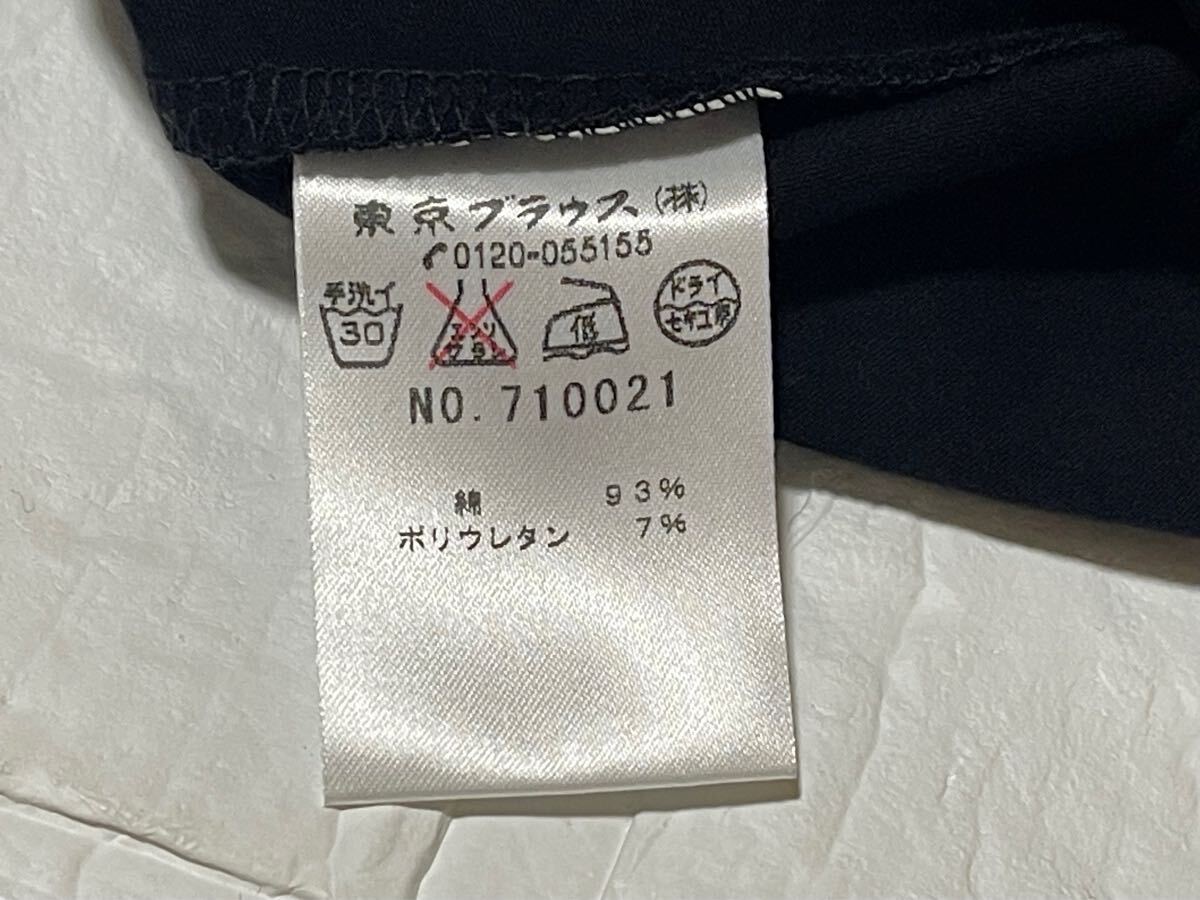 東京ブラウス(株)
0120-055155
手洗イ
30
エンソ
サラシ
低
ドライ
セキユ系
NO.710021
綿 93%
ポリウレタン 7%